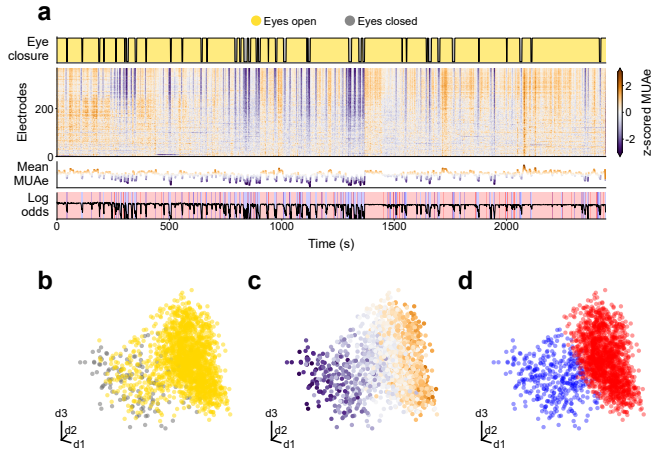 a
Eyes open
Eyes closed
Eye
closure
Electrodes
200
0
2
0
-2
z-scored MUAe
Mean
MUAe
Log
odds
0
500
1000
1500
2000
Time (s)
b
c
d
d3
d2
d1
d3
d2
d1
d3
d2
d1